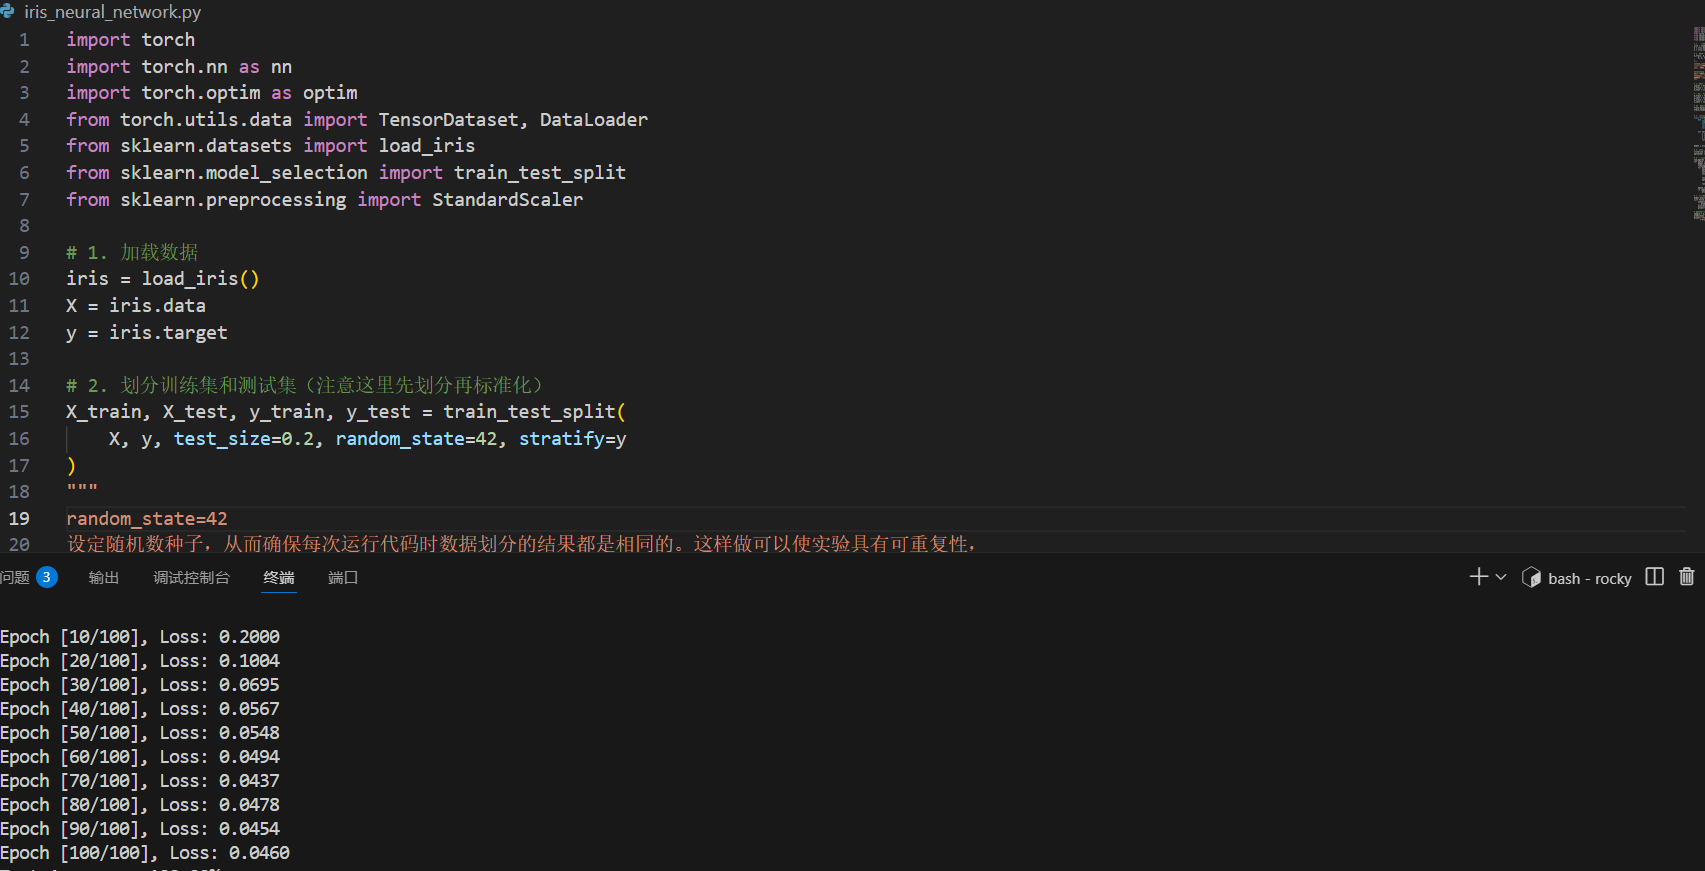 iris_neural_network.py
1 import torch
2 import torch.nn as nn
3 import torch.optim as optim
4 from torch.utils.data import TensorDataset, DataLoader
5 from sklearn.datasets import load_iris
6 from sklearn.model_selection import train_test_split
7 from sklearn.preprocessing import StandardScaler
8
9 # 1. 加载数据
10 iris = load_iris()
11 X = iris.data
12 y = iris.target
13
14 # 2. 划分训练集和测试集（注意这里先划分再标准化）
15 X_train, X_test, y_train, y_test = train_test_split(
16     X, y, test_size=0.2, random_state=42, stratify=y
17 )
18 """
19 random_state=42
20 设定随机数种子，从而确保每次运行代码时数据划分的结果都是相同的。这样做可以使实验具有可重复性，
问题 3 输出 调试控制台 终端 端口 bash - rocky
Epoch [10/100], Loss: 0.2000
Epoch [20/100], Loss: 0.1004
Epoch [30/100], Loss: 0.0695
Epoch [40/100], Loss: 0.0567
Epoch [50/100], Loss: 0.0548
Epoch [60/100], Loss: 0.0494
Epoch [70/100], Loss: 0.0437
Epoch [80/100], Loss: 0.0478
Epoch [90/100], Loss: 0.0454
Epoch [100/100], Loss: 0.0460